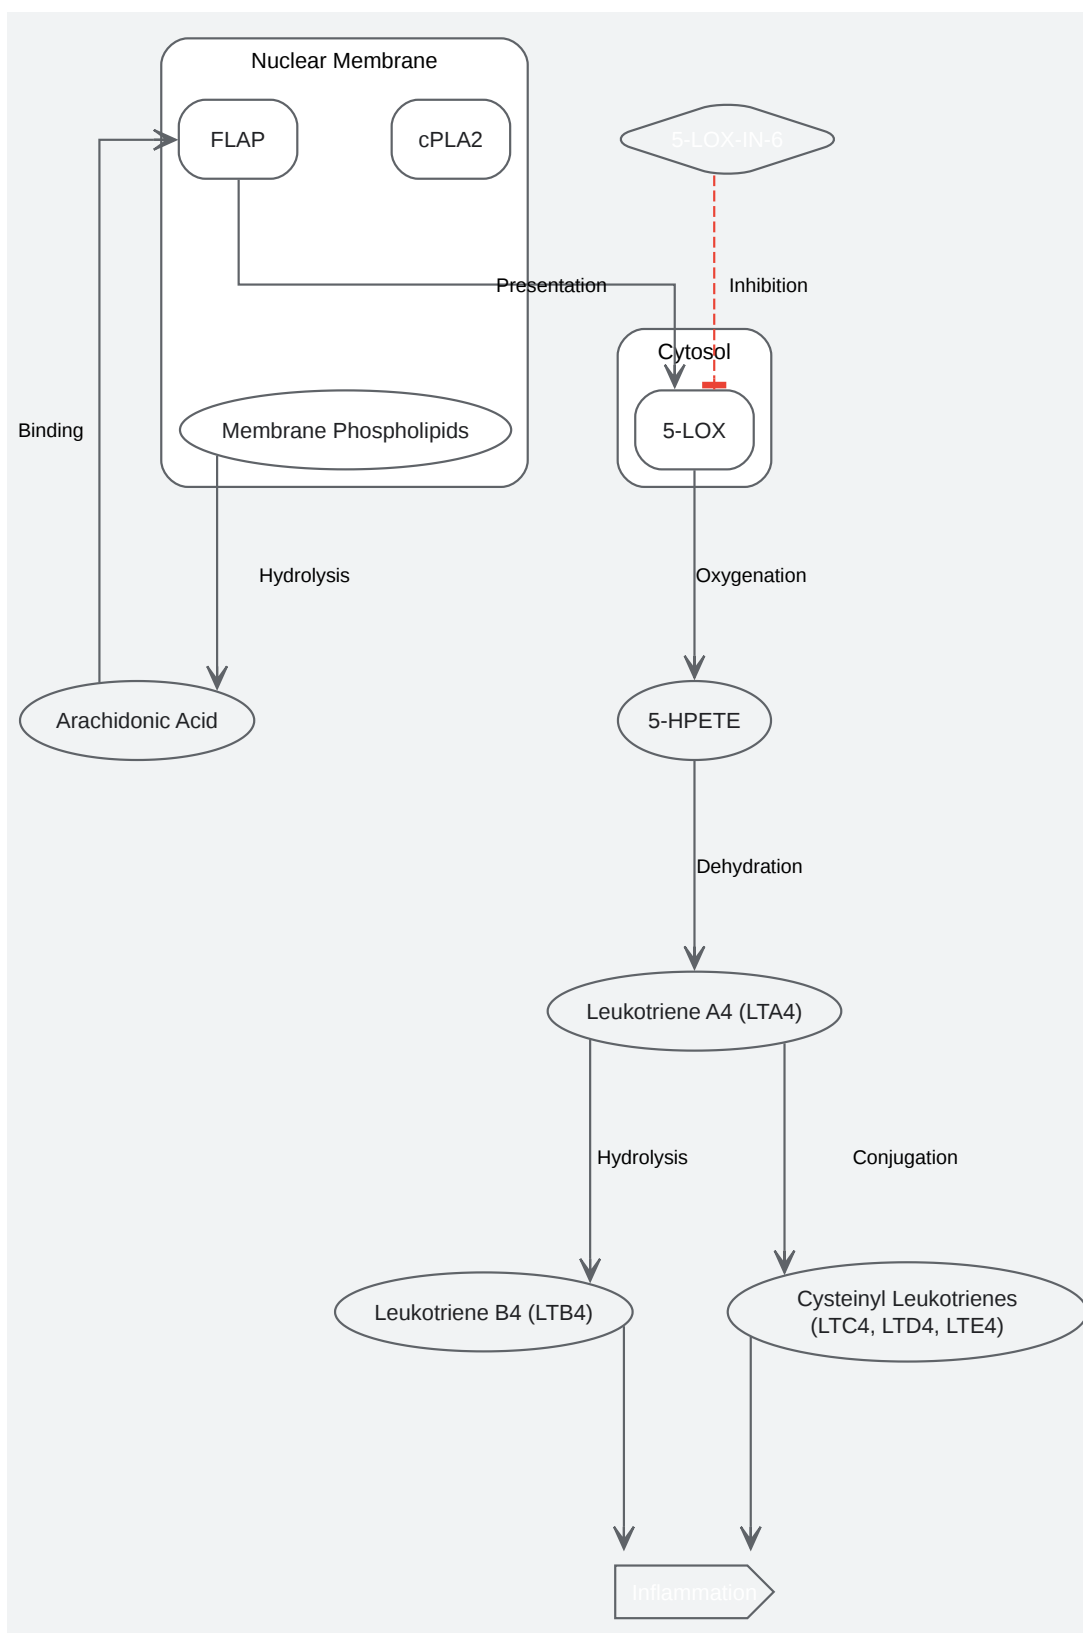 Nuclear Membrane
FLAP
cPLA2
5-LOX-IN-6
Presentation
Inhibition
Cytosol
Binding
Membrane Phospholipids
5-LOX
Hydrolysis
Oxygenation
Arachidonic Acid
5-HPETE
Dehydration
Leukotriene A4 (LTA4)
Hydrolysis
Conjugation
Leukotriene B4 (LTB4)
Cysteinyl Leukotrienes
(LTC4, LTD4, LTE4)
Inflammation